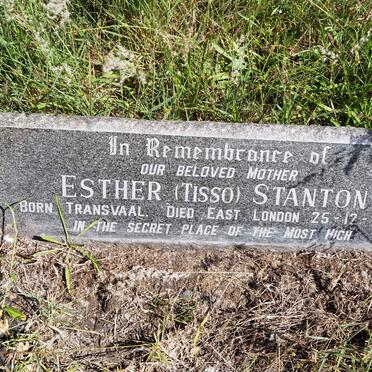 In Remembrance of
OUR BELOVED MOTHER
ESTHER (TISSO) STANTON
BORN TRANSVAAL. DIED EAST LONDON 25-12-
IN THE SECRET PLACE OF THE MOST HIGH